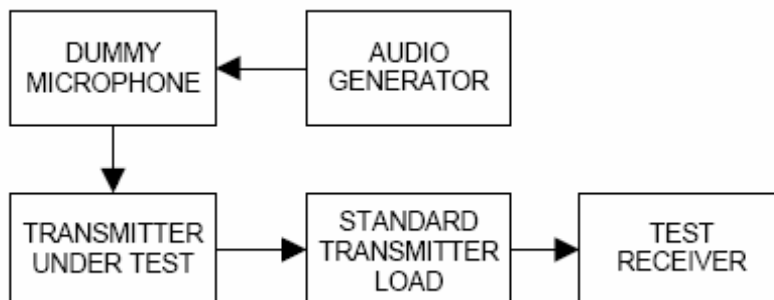 DUMMY
MICROPHONE
AUDIO
GENERATOR
TRANSMITTER
UNDER TEST
STANDARD
TRANSMITTER
LOAD
TEST
RECEIVER